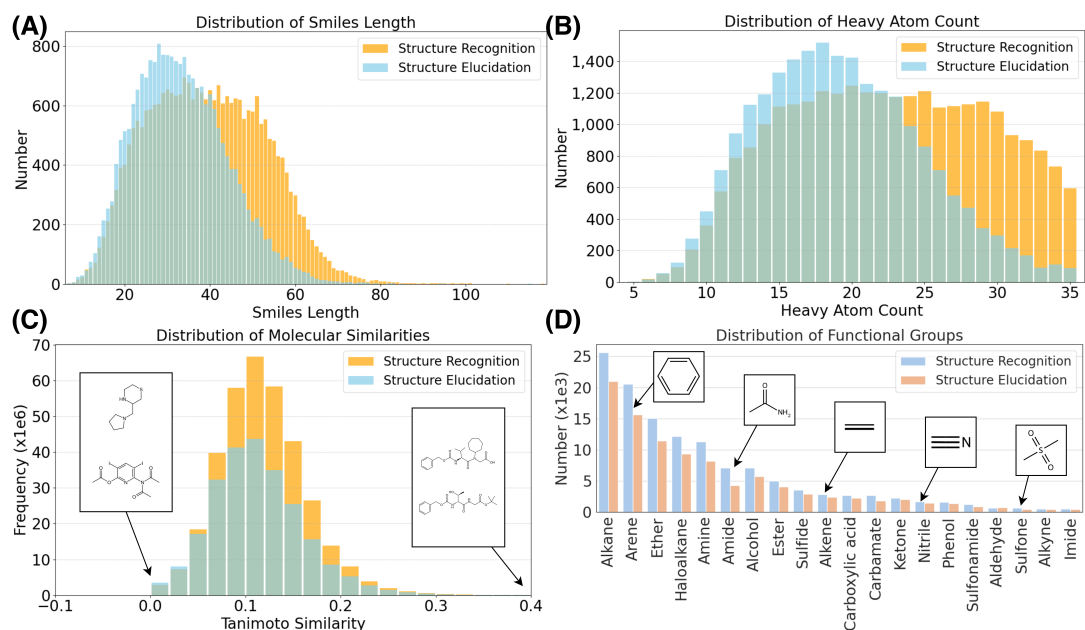 (A)
Distribution of Smiles Length
Structure Recognition
Structure Elucidation
Number
800
600
400
200
0
20
40
60
80
100
Smiles Length
(B)
Distribution of Heavy Atom Count
Structure Recognition
Structure Elucidation
Number
1,400
1,200
1,000
800
600
400
200
0
5
10
15
20
25
30
35
Heavy Atom Count
(C)
Distribution of Molecular Similarities
Structure Recognition
Structure Elucidation
Frequency (x1e6)
70
60
50
40
30
20
10
0
−0.1
0.0
0.1
0.2
0.3
0.4
Tanimoto Similarity
(D)
Distribution of Functional Groups
Structure Recognition
Structure Elucidation
Number (x1e3)
25
20
15
10
5
0
O
NH₂
N
O
S
O
Alkane
Arene
Ether
Haloalkane
Amine
Amide
Alcohol
Ester
Sulfide
Alkene
Carboxylic acid
Carbamate
Ketone
Nitrile
Phenol
Sulfonamide
Aldehyde
Sulfone
Alkyne
Imide